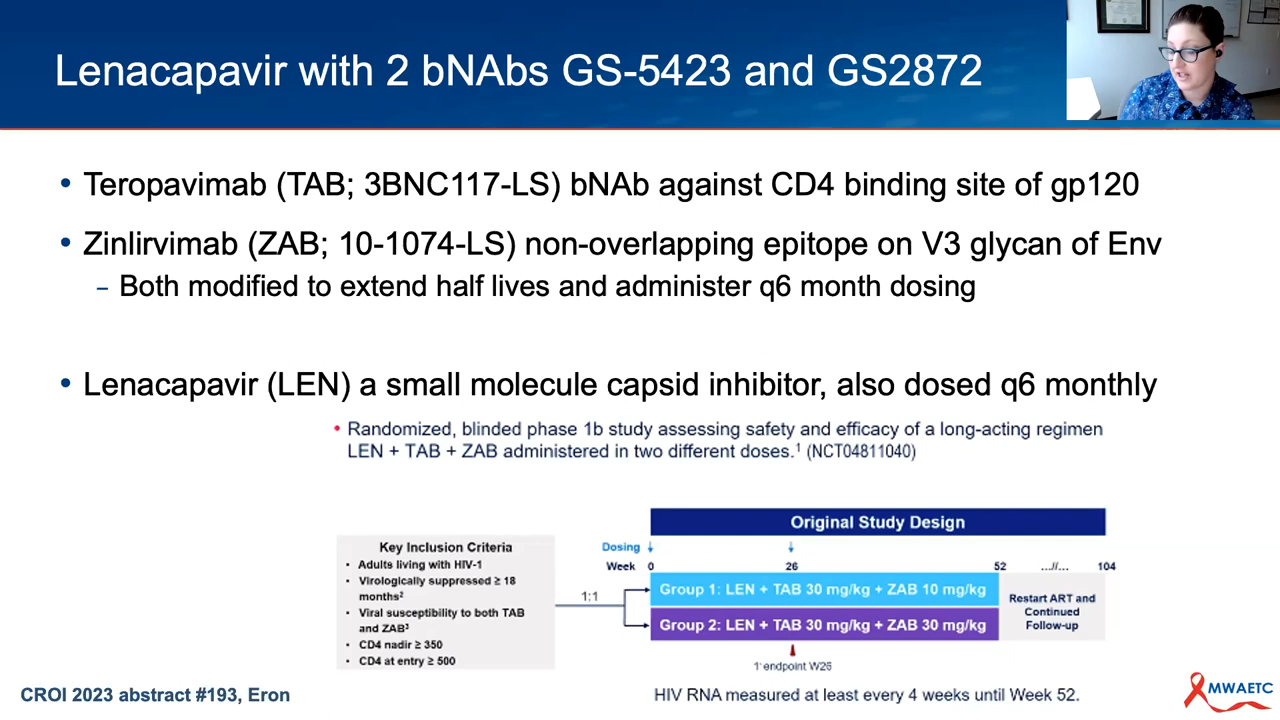 Lenacapavir with 2 bNAbs GS-5423 and GS2872
• Teropavimab (TAB; 3BNC117-LS) bNAb against CD4 binding site of gp120
• Zinlirvimab (ZAB; 10-1074-LS) non-overlapping epitope on V3 glycan of Env
– Both modified to extend half lives and administer q6 month dosing
• Lenacapavir (LEN) a small molecule capsid inhibitor, also dosed q6 monthly
• Randomized, blinded phase 1b study assessing safety and efficacy of a long-acting regimen
LEN + TAB + ZAB administered in two different doses.¹ (NCT04811040)
Key Inclusion Criteria
• Adults living with HIV-1
• Virologically suppressed ≥ 18
months²
• Viral susceptibility to both TAB
and ZAB³
• CD4 nadir ≥ 350
• CD4 at entry ≥ 500
1:1
Original Study Design
Dosing
Week 0 26 52 ...//... 104
Group 1: LEN + TAB 30 mg/kg + ZAB 10 mg/kg
Group 2: LEN + TAB 30 mg/kg + ZAB 30 mg/kg
Restart ART and
Continued
Follow-up
1° endpoint W26
HIV RNA measured at least every 4 weeks until Week 52.
CROI 2023 abstract #193, Eron
MWAETC